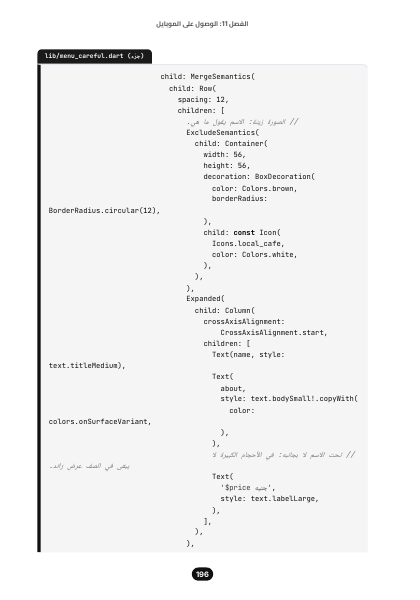 الفصل 11: الوصول على الموبايل
lib/menu_careful.dart (جزء)
child: MergeSemantics(
child: Row(
spacing: 12,
children: [
// الصورة زينة: الاسم يقول ما هي.
ExcludeSemantics(
child: Container(
width: 56,
height: 56,
decoration: BoxDecoration(
color: Colors.brown,
borderRadius:
BorderRadius.circular(12),
),
child: const Icon(
Icons.local_cafe,
color: Colors.white,
),
),
),
Expanded(
child: Column(
crossAxisAlignment:
CrossAxisAlignment.start,
children: [
Text(name, style:
text.titleMedium),
Text(
about,
style: text.bodySmall!.copyWith(
color:
colors.onSurfaceVariant,
),
),
// تحت الاسم لا بجانبه: في الأحجام الكبيرة لا
يبقى في الصف عرض زائد.
Text(
'$price جنيه',
style: text.labelLarge,
),
],
),
),
196